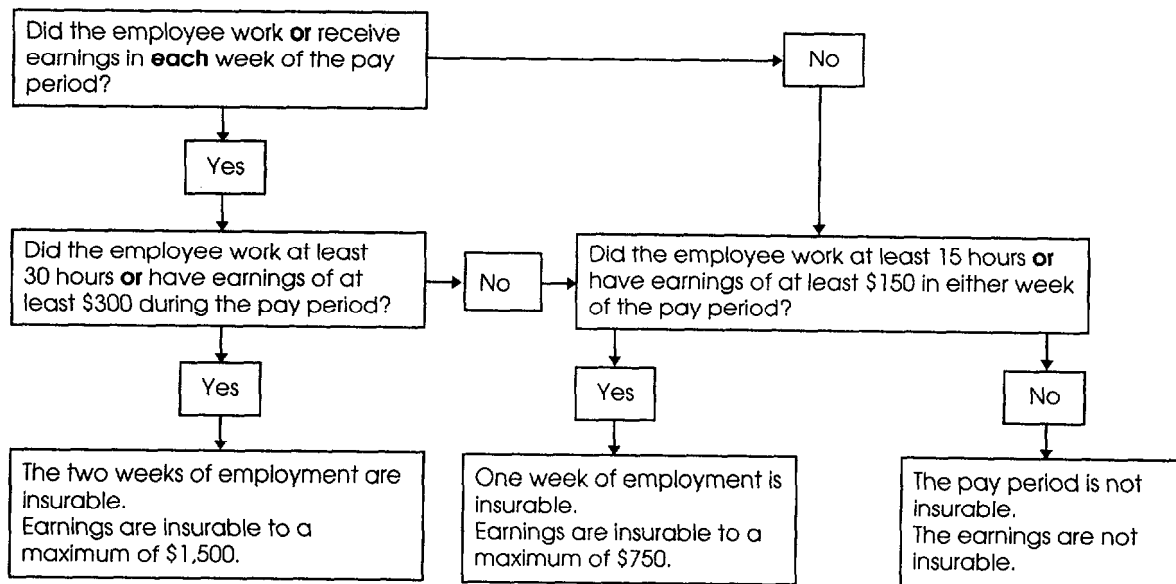 Did the employee work or receive
earnings in each week of the pay
period?
No
Yes
Did the employee work at least
30 hours or have earnings of at
least $300 during the pay period?
No
Did the employee work at least 15 hours or
have earnings of at least $150 in either week
of the pay period?
Yes
Yes
No
The two weeks of employment are
insurable.
Earnings are insurable to a
maximum of $1,500.
One week of employment is
insurable.
Earnings are insurable to a
maximum of $750.
The pay period is not
insurable.
The earnings are not
insurable.